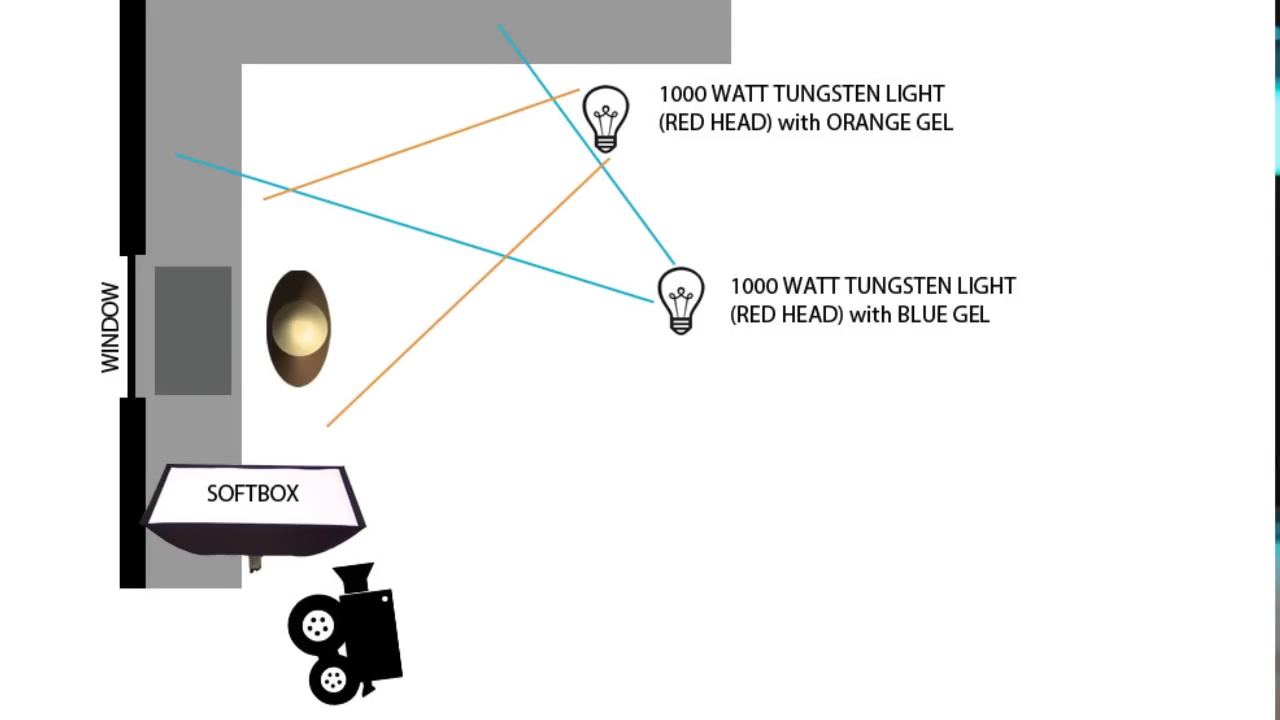 1000 WATT TUNGSTEN LIGHT
(RED HEAD) with ORANGE GEL
1000 WATT TUNGSTEN LIGHT
(RED HEAD) with BLUE GEL
WINDOW
SOFTBOX